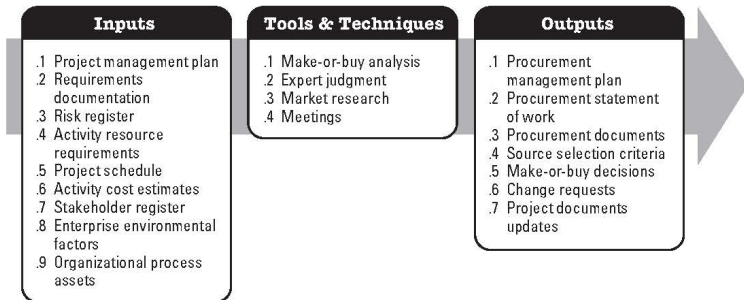 Inputs
.1 Project management plan
.2 Requirements
documentation
.3 Risk register
.4 Activity resource
requirements
.5 Project schedule
.6 Activity cost estimates
.7 Stakeholder register
.8 Enterprise environmental
factors
.9 Organizational process
assets
Tools & Techniques
.1 Make-or-buy analysis
.2 Expert judgment
.3 Market research
.4 Meetings
Outputs
.1 Procurement
management plan
.2 Procurement statement
of work
.3 Procurement documents
.4 Source selection criteria
.5 Make-or-buy decisions
.6 Change requests
.7 Project documents
updates